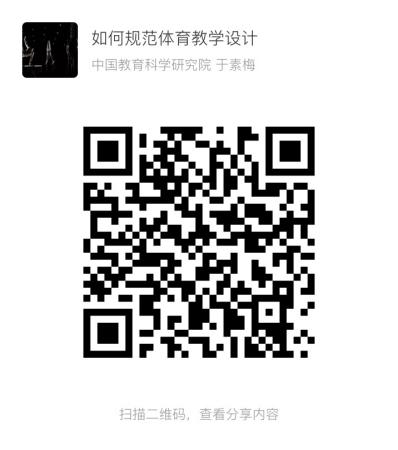 如何规范体育教学设计
中国教育科学研究院 于素梅
扫描二维码，查看分享内容